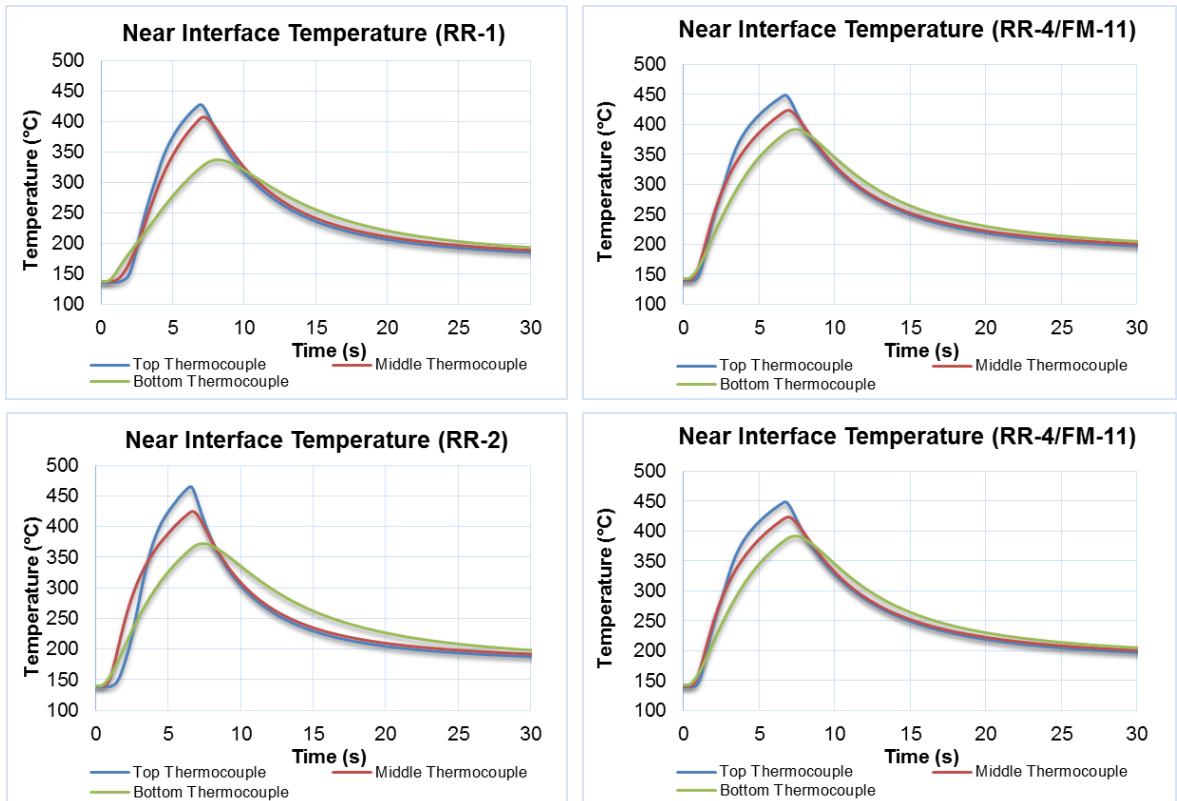 Near Interface Temperature (RR-1)
500
450
400
350
300
250
200
150
100
Temperature (°C)
0 5 10 15 20 25 30
Time (s)
Top Thermocouple Middle Thermocouple
Bottom Thermocouple
Near Interface Temperature (RR-4/FM-11)
500
450
400
350
300
250
200
150
100
Temperature (°C)
0 5 10 15 20 25 30
Time (s)
Top Thermocouple Middle Thermocouple
Bottom Thermocouple
Near Interface Temperature (RR-2)
500
450
400
350
300
250
200
150
100
Temperature (°C)
0 5 10 15 20 25 30
Time (s)
Top Thermocouple Middle Thermocouple
Bottom Thermocouple
Near Interface Temperature (RR-4/FM-11)
500
450
400
350
300
250
200
150
100
Temperature (°C)
0 5 10 15 20 25 30
Time (s)
Top Thermocouple Middle Thermocouple
Bottom Thermocouple